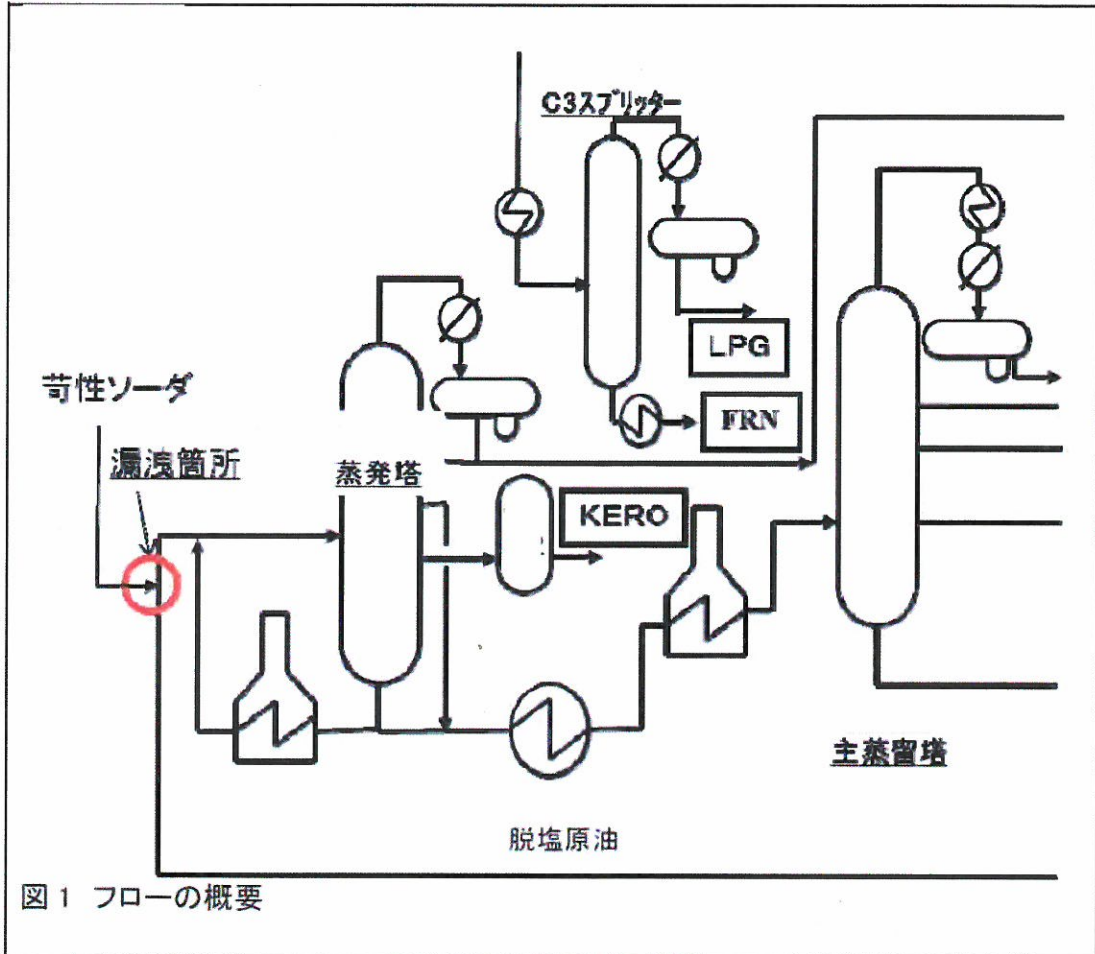 C3スプリッター
LPG
FRN
苛性ソーダ
漏洩箇所
蒸発塔
KERO
主蒸留塔
脱塩原油
図1 フローの概要